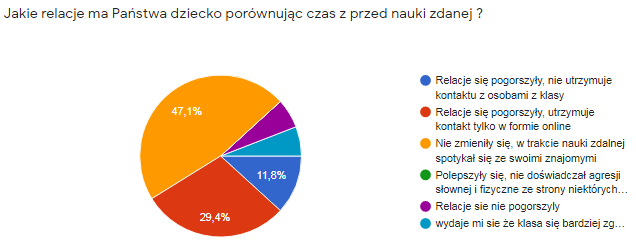 Jakie relacje ma Państwa dziecko porównując czas z przed nauki zdanej ?
47,1%
11,8%
29,4%
Relacje się pogorszyły, nie utrzymuje
kontaktu z osobami z klasy
Relacje się pogorszyły, utrzymuje
kontakt tylko w formie online
Nie zmieniły się, w trakcie nauki zdalnej
spotykał się ze swoimi znajomymi
Polepszyły się, nie doświadczał agresji
słownej i fizyczne ze strony niektórych…
Relacje sie nie pogorszyly
wydaje mi sie że klasa się bardziej zg…